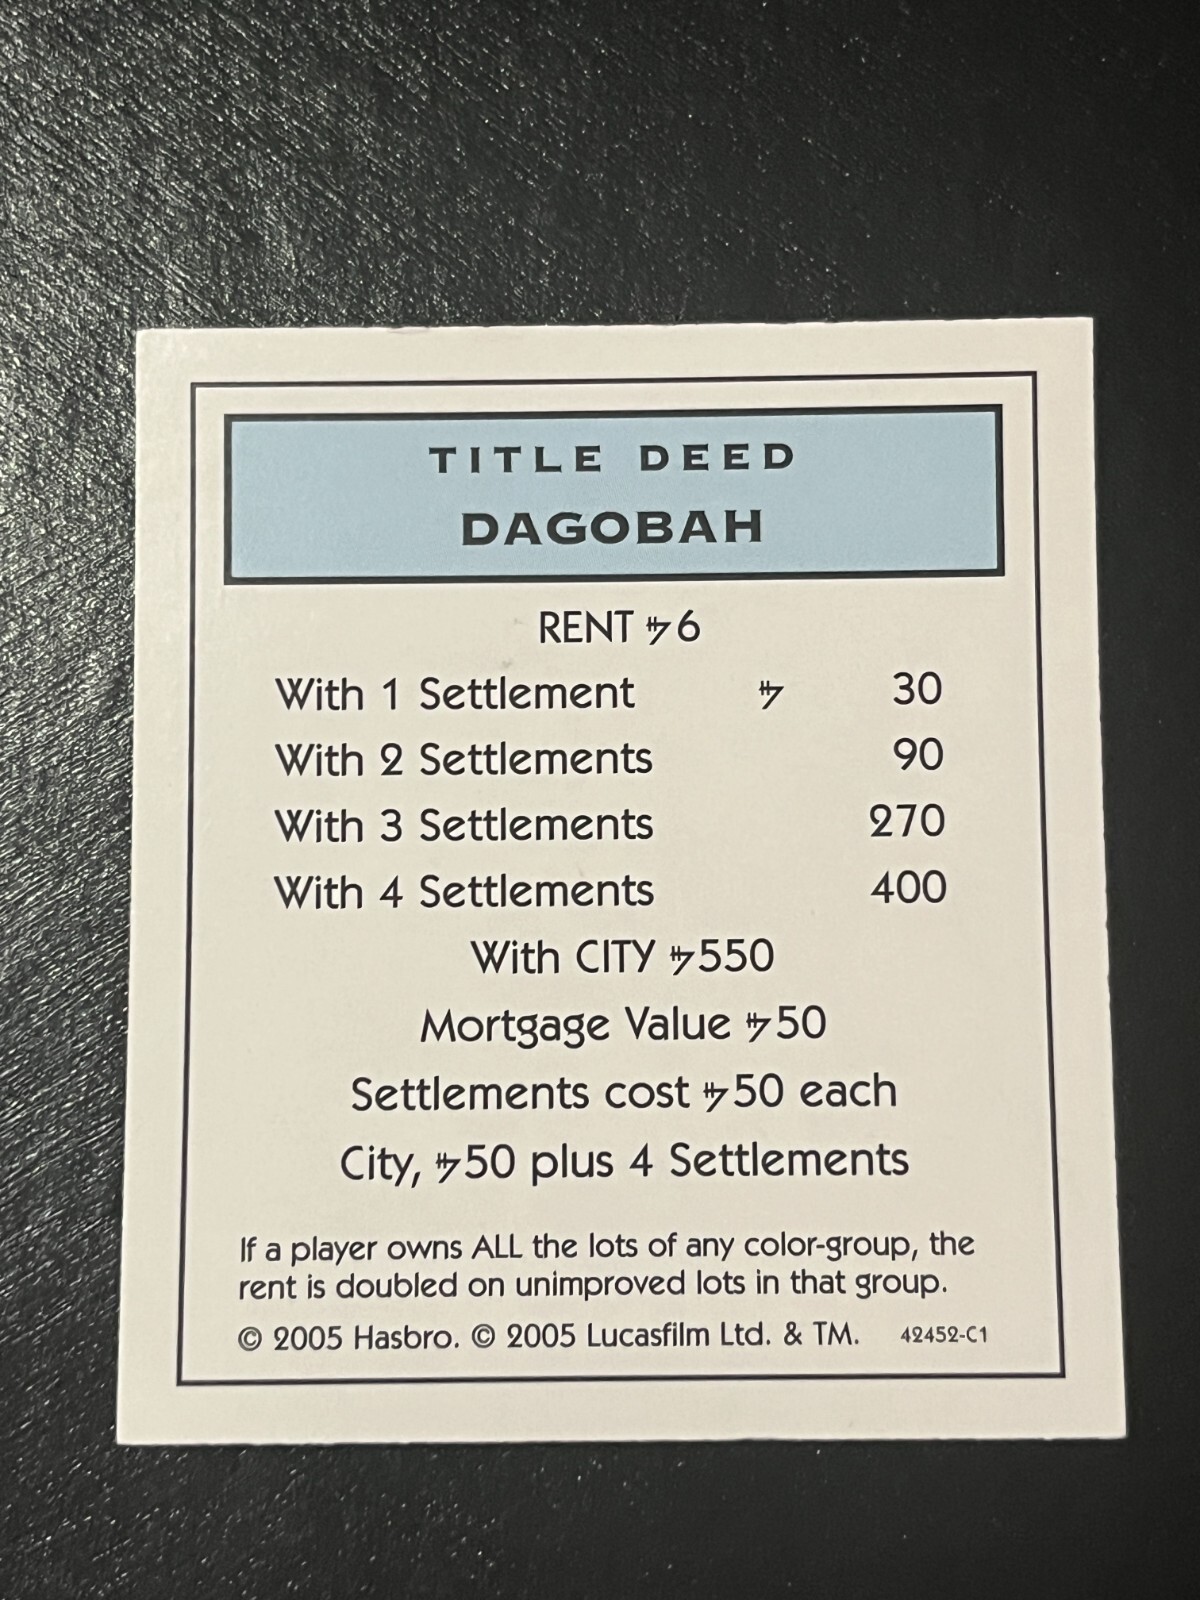 TITLE DEED
DAGOBAH
RENT 6
With 1 Settlement 30
With 2 Settlements 90
With 3 Settlements 270
With 4 Settlements 400
With CITY 550
Mortgage Value 50
Settlements cost 50 each
City, 50 plus 4 Settlements
If a player owns ALL the lots of any color-group, the
rent is doubled on unimproved lots in that group.
© 2005 Hasbro. © 2005 Lucasfilm Ltd. & TM. 42452-C1